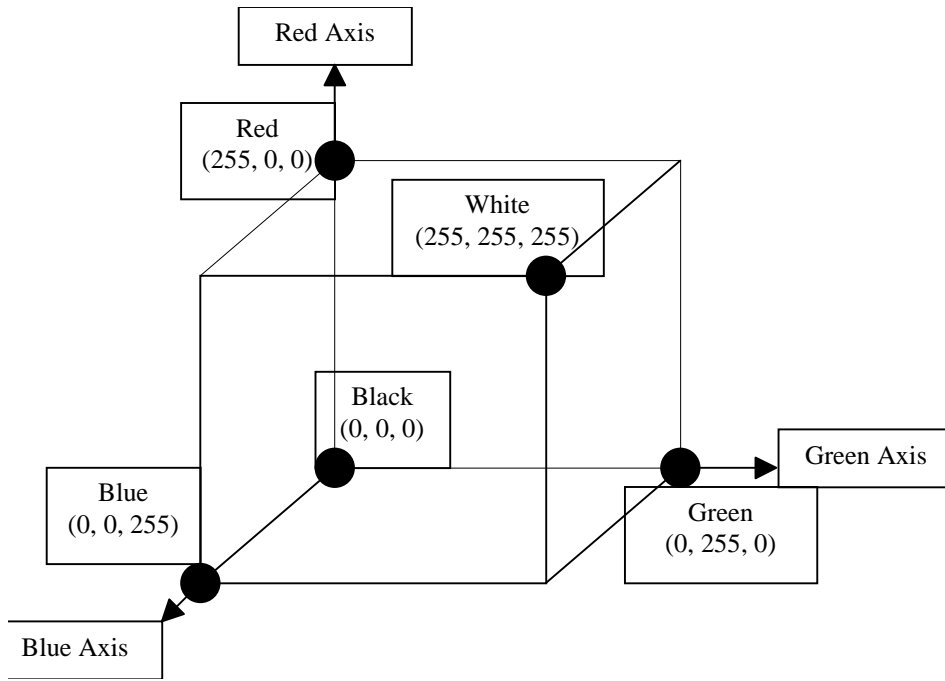 Red Axis
Red
(255, 0, 0)
White
(255, 255, 255)
Black
(0, 0, 0)
Green Axis
Blue
(0, 0, 255)
Green
(0, 255, 0)
Blue Axis